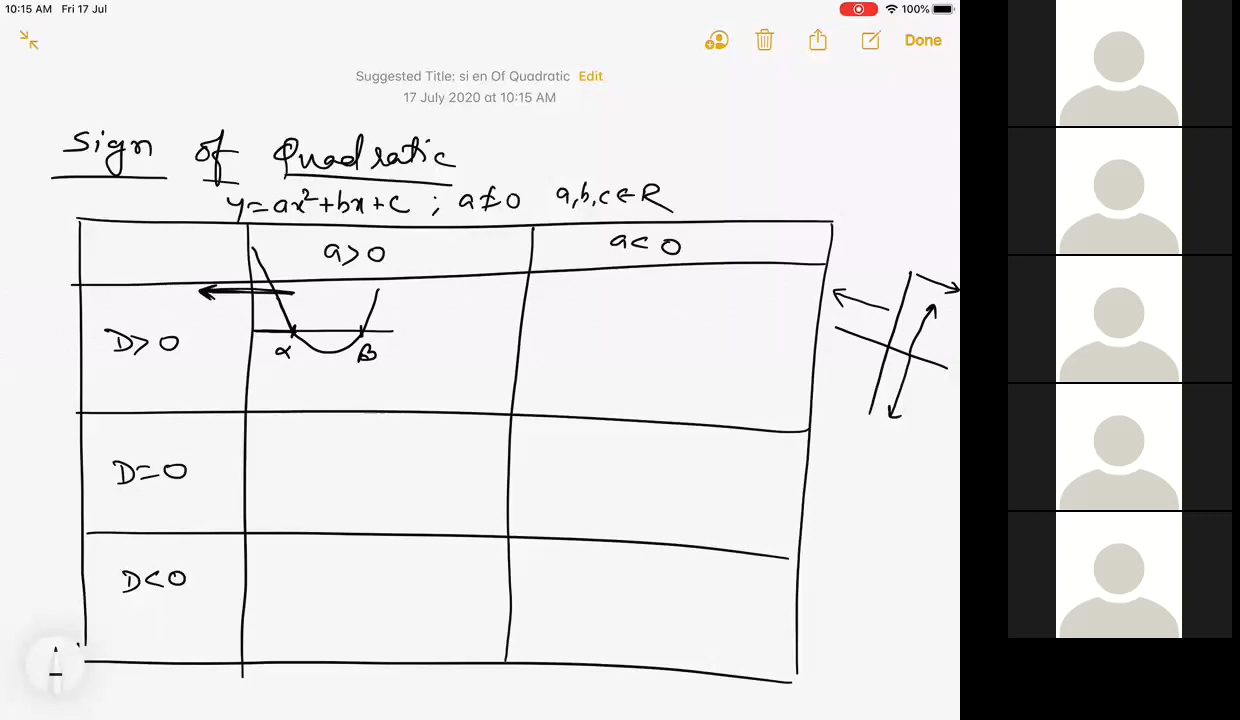 10:15 AM Fri 17 Jul 100%
Done
Suggested Title: si en Of Quadratic Edit
17 July 2020 at 10:15 AM
Sign of Quadratic
y=ax²+bx+c ; a≠0 a,b,c∈R
a>0 a<0
D>0
α β
D=0
D<0